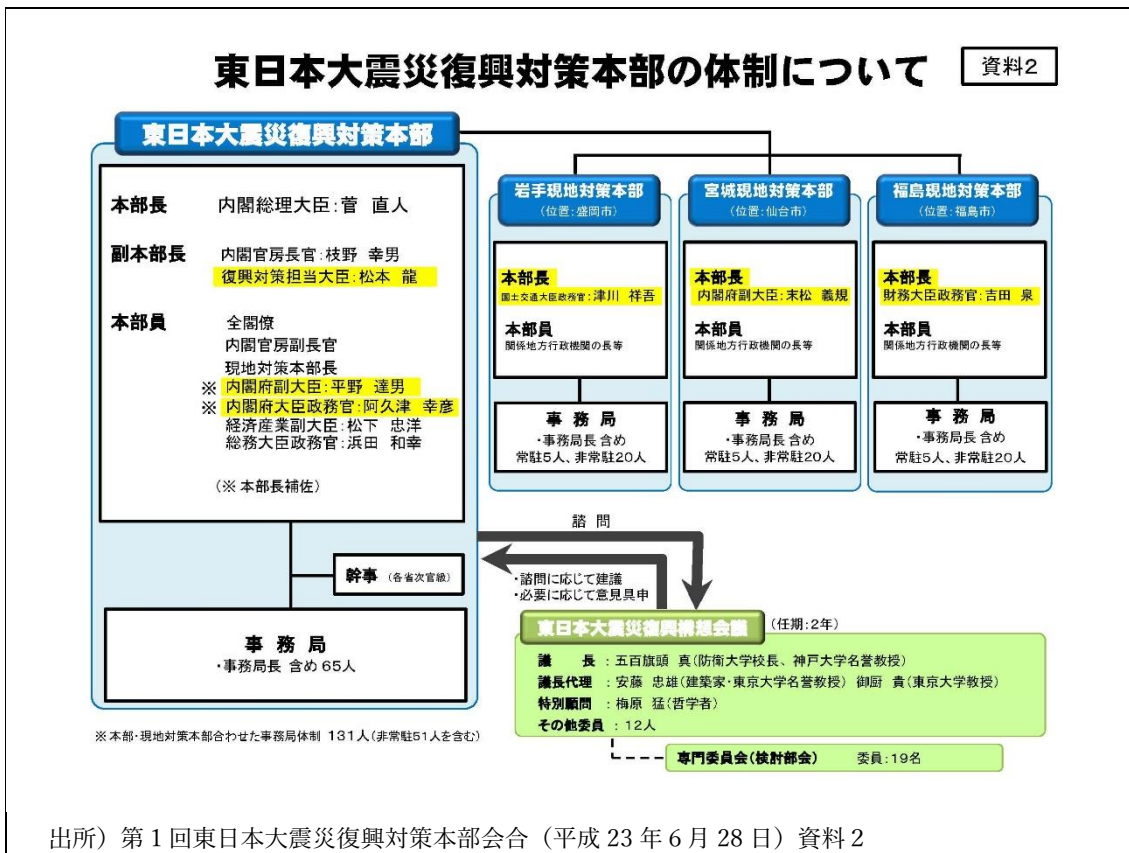 東日本大震災復興対策本部の体制について
資料2
東日本大震災復興対策本部
本部長 内閣総理大臣:菅 直人
副本部長 内閣官房長官:枝野 幸男
復興対策担当大臣:松本 龍
本部員 全閣僚
内閣官房副長官
現地対策本部長
※ 内閣府副大臣:平野 達男
※ 内閣府大臣政務官:阿久津 幸彦
経済産業副大臣:松下 忠洋
総務大臣政務官:浜田 和幸
(※ 本部長補佐)
幹事 (各省次官級)
事 務 局
・事務局長 含め 65人
※本部・現地対策本部合わせた事務局体制 131人(非常駐51人を含む)
岩手現地対策本部
(位置:盛岡市)
本部長
国土交通大臣政務官:津川 祥吾
本部員
関係地方行政機関の長等
事 務 局
・事務局長 含め
常駐5人、非常駐20人
宮城現地対策本部
(位置:仙台市)
本部長
内閣府副大臣:末松 義規
本部員
関係地方行政機関の長等
事 務 局
・事務局長 含め
常駐5人、非常駐20人
福島現地対策本部
(位置:福島市)
本部長
財務大臣政務官:吉田 泉
本部員
関係地方行政機関の長等
事 務 局
・事務局長 含め
常駐5人、非常駐20人
諮 問
・諮問に応じて建議
・必要に応じて意見具申
東日本大震災復興構想会議
(任期:2年)
議 長 : 五百旗頭 真(防衛大学校長、神戸大学名誉教授)
議長代理 : 安藤 忠雄(建築家・東京大学名誉教授) 御厨 貴(東京大学教授)
特別顧問 : 梅原 猛(哲学者)
その他委員 : 12人
専門委員会(検討部会) 委員:19名
出所)第1回東日本大震災復興対策本部会合(平成23年6月28日)資料2